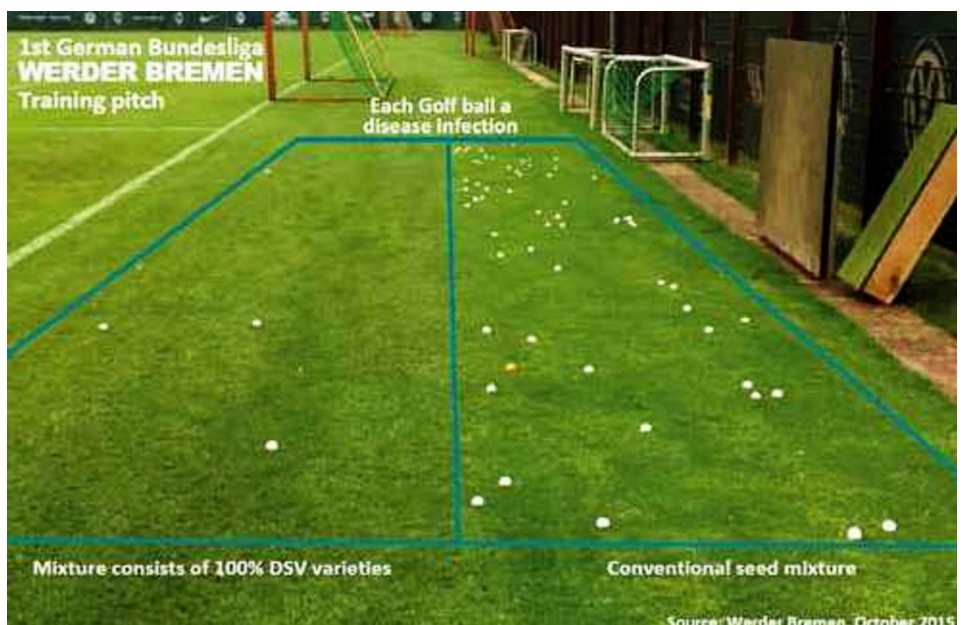 1st German Bundesliga
WERDER BREMEN
Training pitch
Each Golf ball a
disease infection
Mixture consists of 100% DSV varieties
Conventional seed mixture
Source: Werder Bremen, October 2015